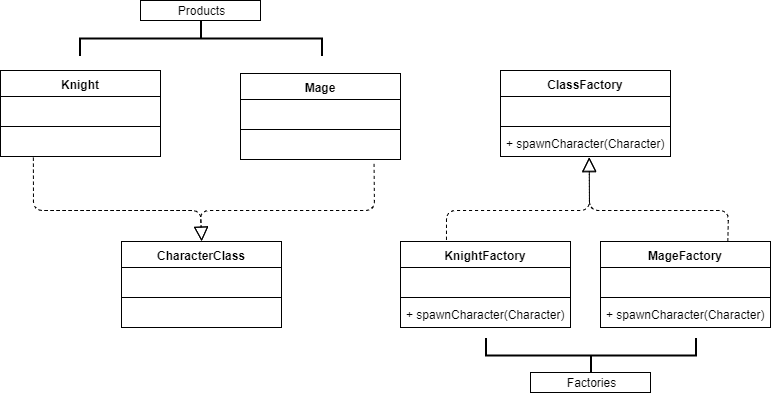 Products
Knight
Mage
ClassFactory
+ spawnCharacter(Character)
CharacterClass
KnightFactory
MageFactory
+ spawnCharacter(Character)
+ spawnCharacter(Character)
Factories